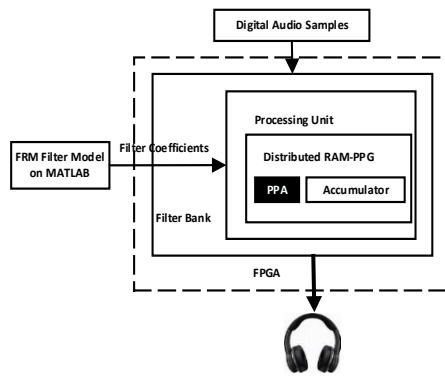 Digital Audio Samples
Processing Unit
Filter Coefficients
FRM Filter Model
on MATLAB
Distributed RAM-PPG
PPA
Accumulator
Filter Bank
FPGA